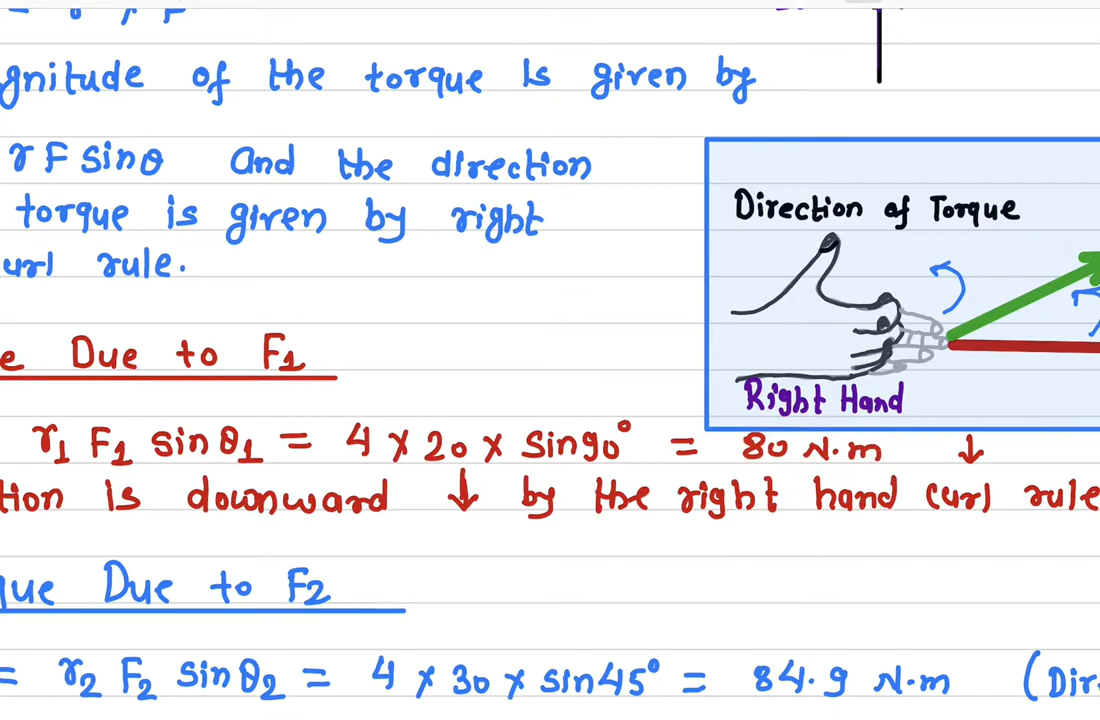 gnitude of the torque is given by
r F sinθ and the direction
torque is given by right
curl rule.
Direction of Torque
Right Hand
e Due to F1
r1 F1 sin θ1 = 4 × 20 × sin90° = 80 N.m ↓
tion is downward ↓ by the right hand curl rule
que Due to F2
= r2 F2 sin θ2 = 4 × 30 × sin45° = 84.9 N.m (Dir